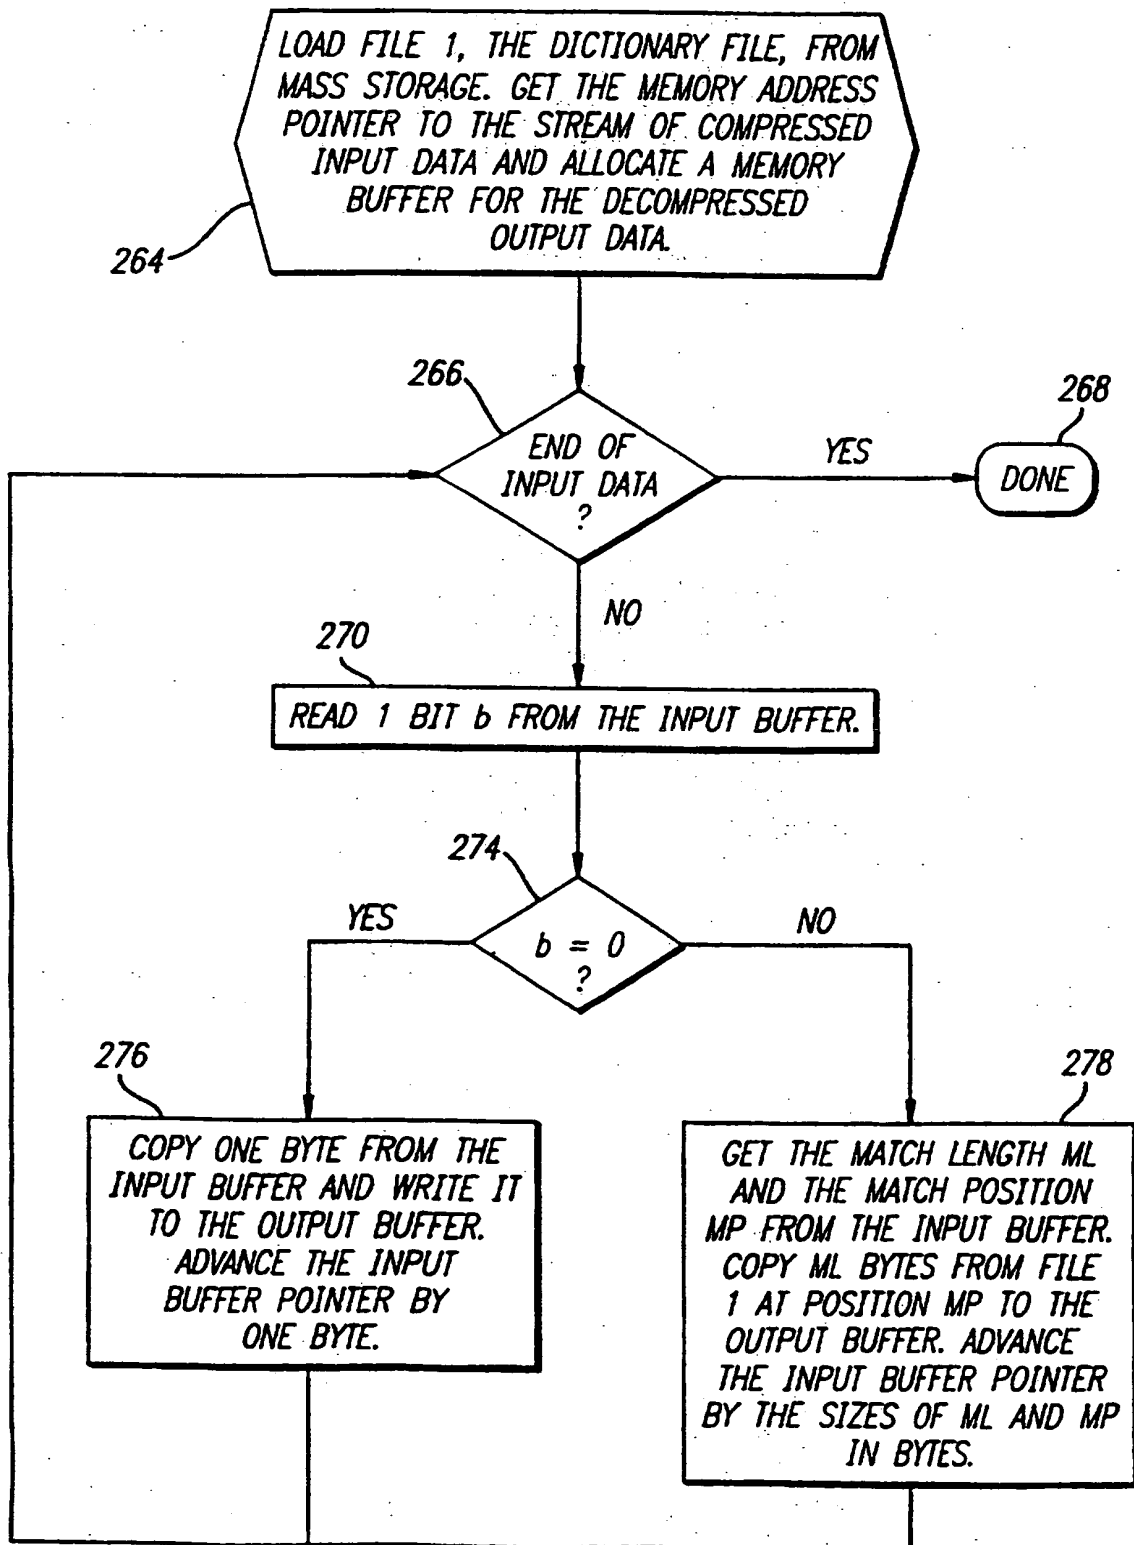 LOAD FILE 1, THE DICTIONARY FILE, FROM
MASS STORAGE. GET THE MEMORY ADDRESS
POINTER TO THE STREAM OF COMPRESSED
INPUT DATA AND ALLOCATE A MEMORY
BUFFER FOR THE DECOMPRESSED
OUTPUT DATA.
264
266
268
END OF
INPUT DATA
?
YES
DONE
NO
270
READ 1 BIT b FROM THE INPUT BUFFER.
274
YES
b = 0
?
NO
276
278
COPY ONE BYTE FROM THE
INPUT BUFFER AND WRITE IT
TO THE OUTPUT BUFFER.
ADVANCE THE INPUT
BUFFER POINTER BY
ONE BYTE.
GET THE MATCH LENGTH ML
AND THE MATCH POSITION
MP FROM THE INPUT BUFFER.
COPY ML BYTES FROM FILE
1 AT POSITION MP TO THE
OUTPUT BUFFER. ADVANCE
THE INPUT BUFFER POINTER
BY THE SIZES OF ML AND MP
IN BYTES.